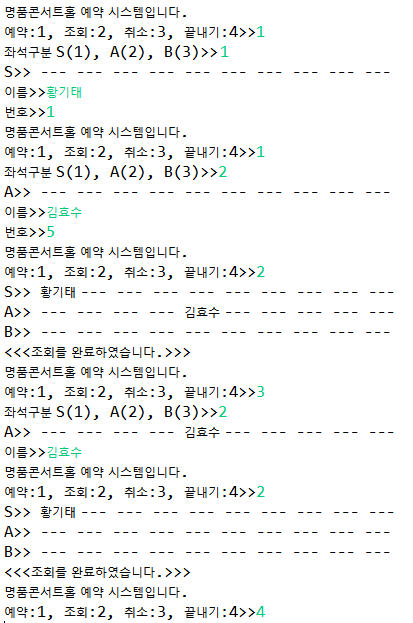 명품콘서트홀 예약 시스템입니다.
예약:1, 조회:2, 취소:3, 끝내기:4>>1
좌석구분 S(1), A(2), B(3)>>1
S>> --- --- --- --- --- --- --- --- --- ---
이름>>황기태
번호>>1
명품콘서트홀 예약 시스템입니다.
예약:1, 조회:2, 취소:3, 끝내기:4>>1
좌석구분 S(1), A(2), B(3)>>2
A>> --- --- --- --- --- --- --- --- --- ---
이름>>김효수
번호>>5
명품콘서트홀 예약 시스템입니다.
예약:1, 조회:2, 취소:3, 끝내기:4>>2
S>> 황기태 --- --- --- --- --- --- --- --- ---
A>> --- --- --- --- 김효수 --- --- --- --- ---
B>> --- --- --- --- --- --- --- --- --- ---
<<<조회를 완료하였습니다.>>>
명품콘서트홀 예약 시스템입니다.
예약:1, 조회:2, 취소:3, 끝내기:4>>3
좌석구분 S(1), A(2), B(3)>>2
A>> --- --- --- --- 김효수 --- --- --- --- ---
이름>>김효수
명품콘서트홀 예약 시스템입니다.
예약:1, 조회:2, 취소:3, 끝내기:4>>2
S>> 황기태 --- --- --- --- --- --- --- --- ---
A>> --- --- --- --- --- --- --- --- --- ---
B>> --- --- --- --- --- --- --- --- --- ---
<<<조회를 완료하였습니다.>>>
명품콘서트홀 예약 시스템입니다.
예약:1, 조회:2, 취소:3, 끝내기:4>>4